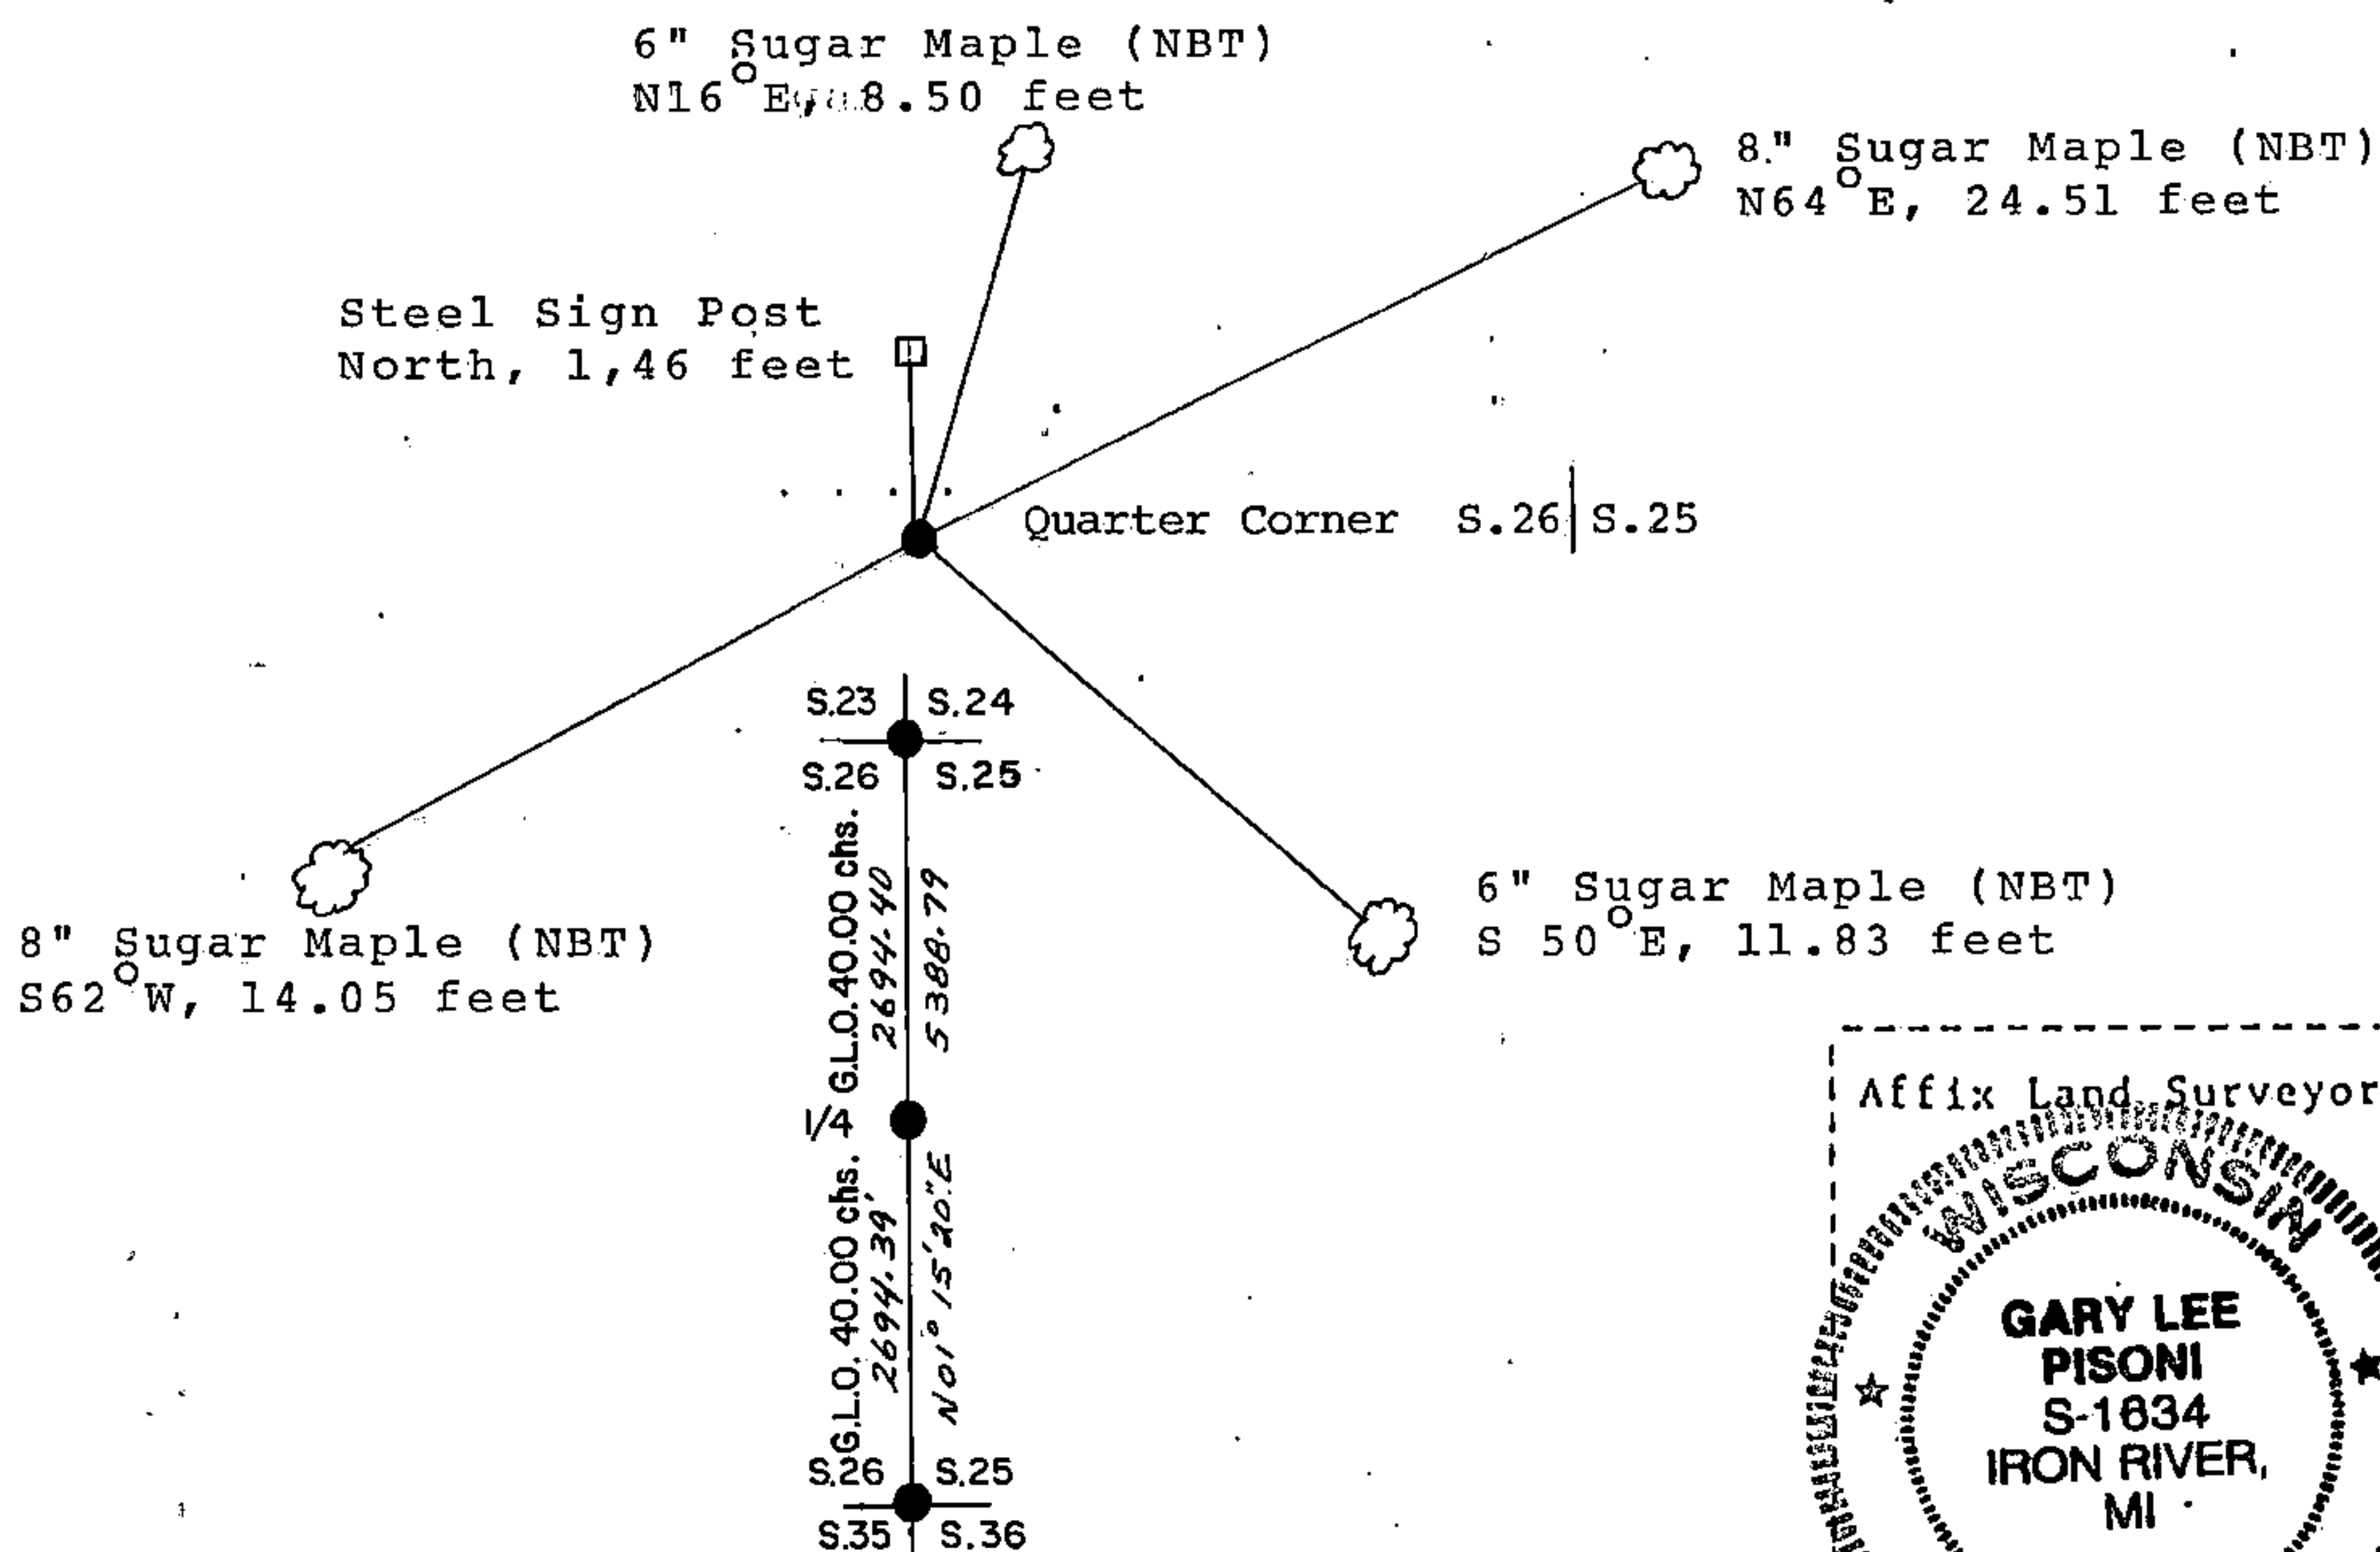 6" Sugar Maple (NBT)
N16°E, 8.50 feet
8." Sugar Maple (NBT)
N64°E, 24.51 feet
Steel Sign Post
North, 1,46 feet
Quarter Corner S.26|S.25
S.23 S.24
S.26 S.25
G.L.O. 40.00 chs.
2694.40
5388.79
8" Sugar Maple (NBT)
S62°W, 14.05 feet
6" Sugar Maple (NBT)
S 50°E, 11.83 feet
1/4
G.L.O. 40.00 chs.
2694.39'
N01°15'20"E
S.26 S.25
S.35 S.36
Affix Land Surveyor
WISCONSIN
GARY LEE
PISONI
S-1634
IRON RIVER,
MI